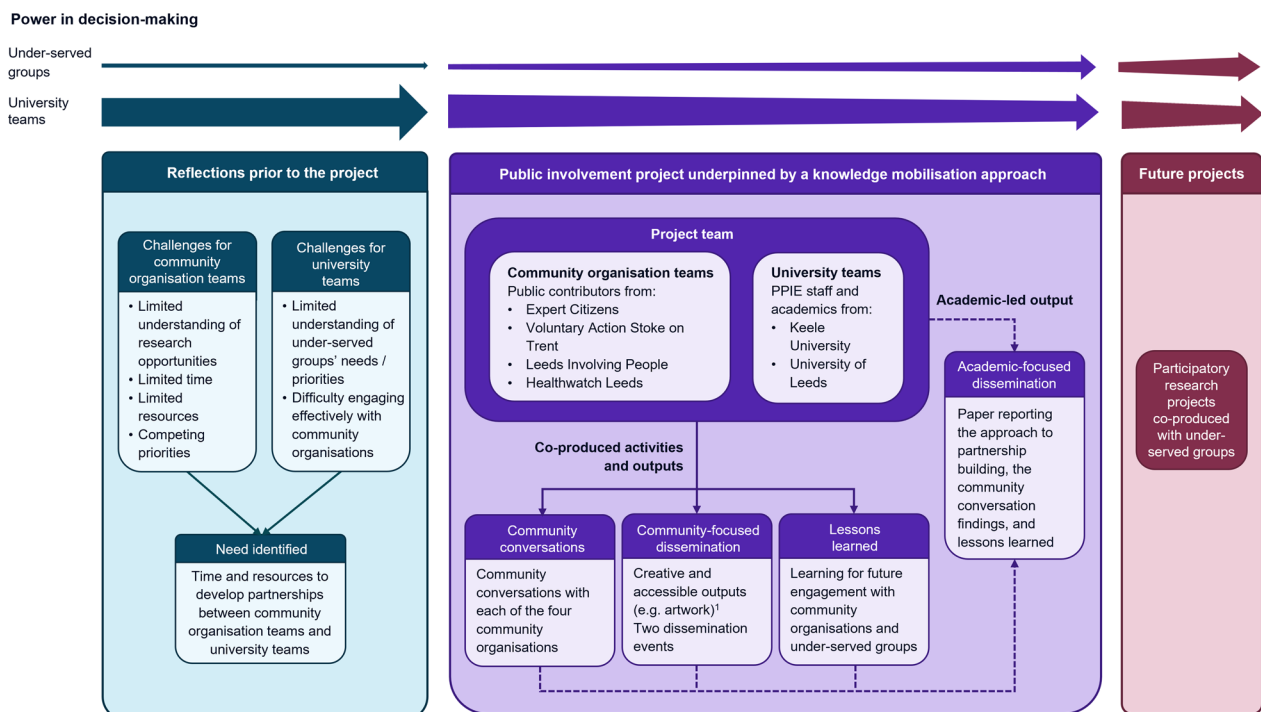 Power in decision-making
Under-served
groups
University
teams
Reflections prior to the project
Challenges for
community
organisation teams
• Limited
understanding of
research
opportunities
• Limited time
• Limited
resources
• Competing
priorities
Challenges for
university
teams
• Limited
understanding of
under-served
groups' needs /
priorities
• Difficulty engaging
effectively with
community
organisations
Need identified
Time and resources to
develop partnerships
between community
organisation teams and
university teams
Public involvement project underpinned by a knowledge mobilisation approach
Project team
Community organisation teams
Public contributors from:
• Expert Citizens
• Voluntary Action Stoke on
Trent
• Leeds Involving People
• Healthwatch Leeds
University teams
PPIE staff and
academics from:
• Keele
University
• University of
Leeds
Academic-led output
Academic-focused
dissemination
Paper reporting
the approach to
partnership
building, the
community
conversation
findings, and
lessons learned
Co-produced activities
and outputs
Community
conversations
Community
conversations with
each of the four
community
organisations
Community-focused
dissemination
Creative and
accessible outputs
(e.g. artwork)¹
Two dissemination
events
Lessons
learned
Learning for future
engagement with
community
organisations and
under-served groups
Future projects
Participatory
research
projects
co-produced
with under-
served groups